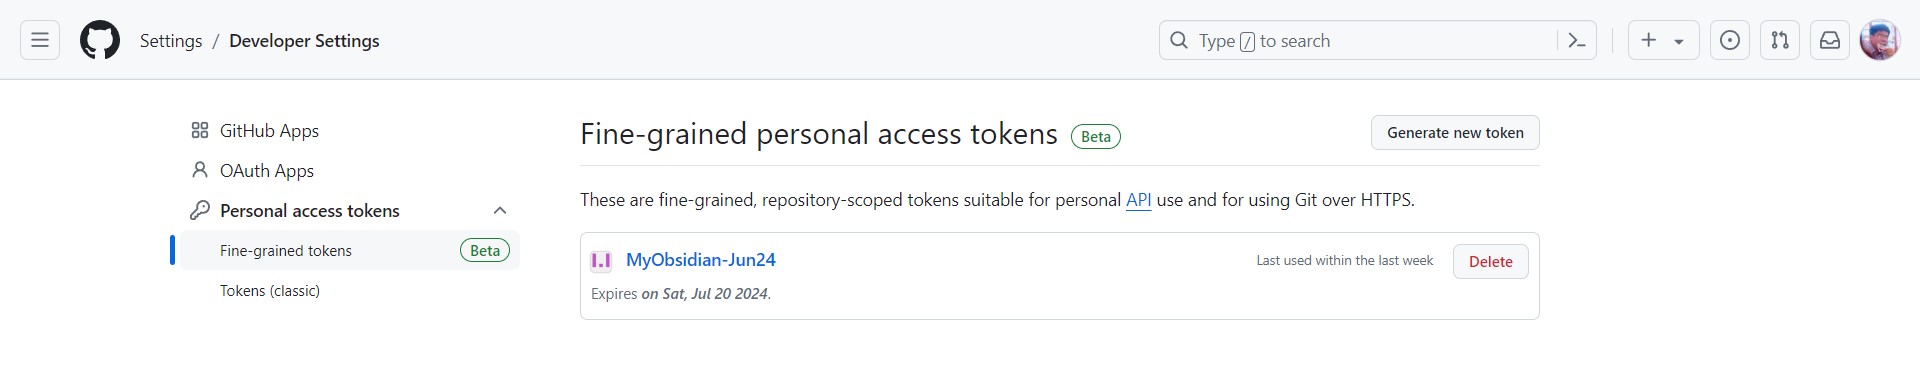 Settings / Developer Settings
Type / to search
GitHub Apps
OAuth Apps
Personal access tokens
Fine-grained tokens Beta
Tokens (classic)
Fine-grained personal access tokens Beta
Generate new token
These are fine-grained, repository-scoped tokens suitable for personal API use and for using Git over HTTPS.
MyObsidian-Jun24
Last used within the last week
Delete
Expires on Sat, Jul 20 2024.